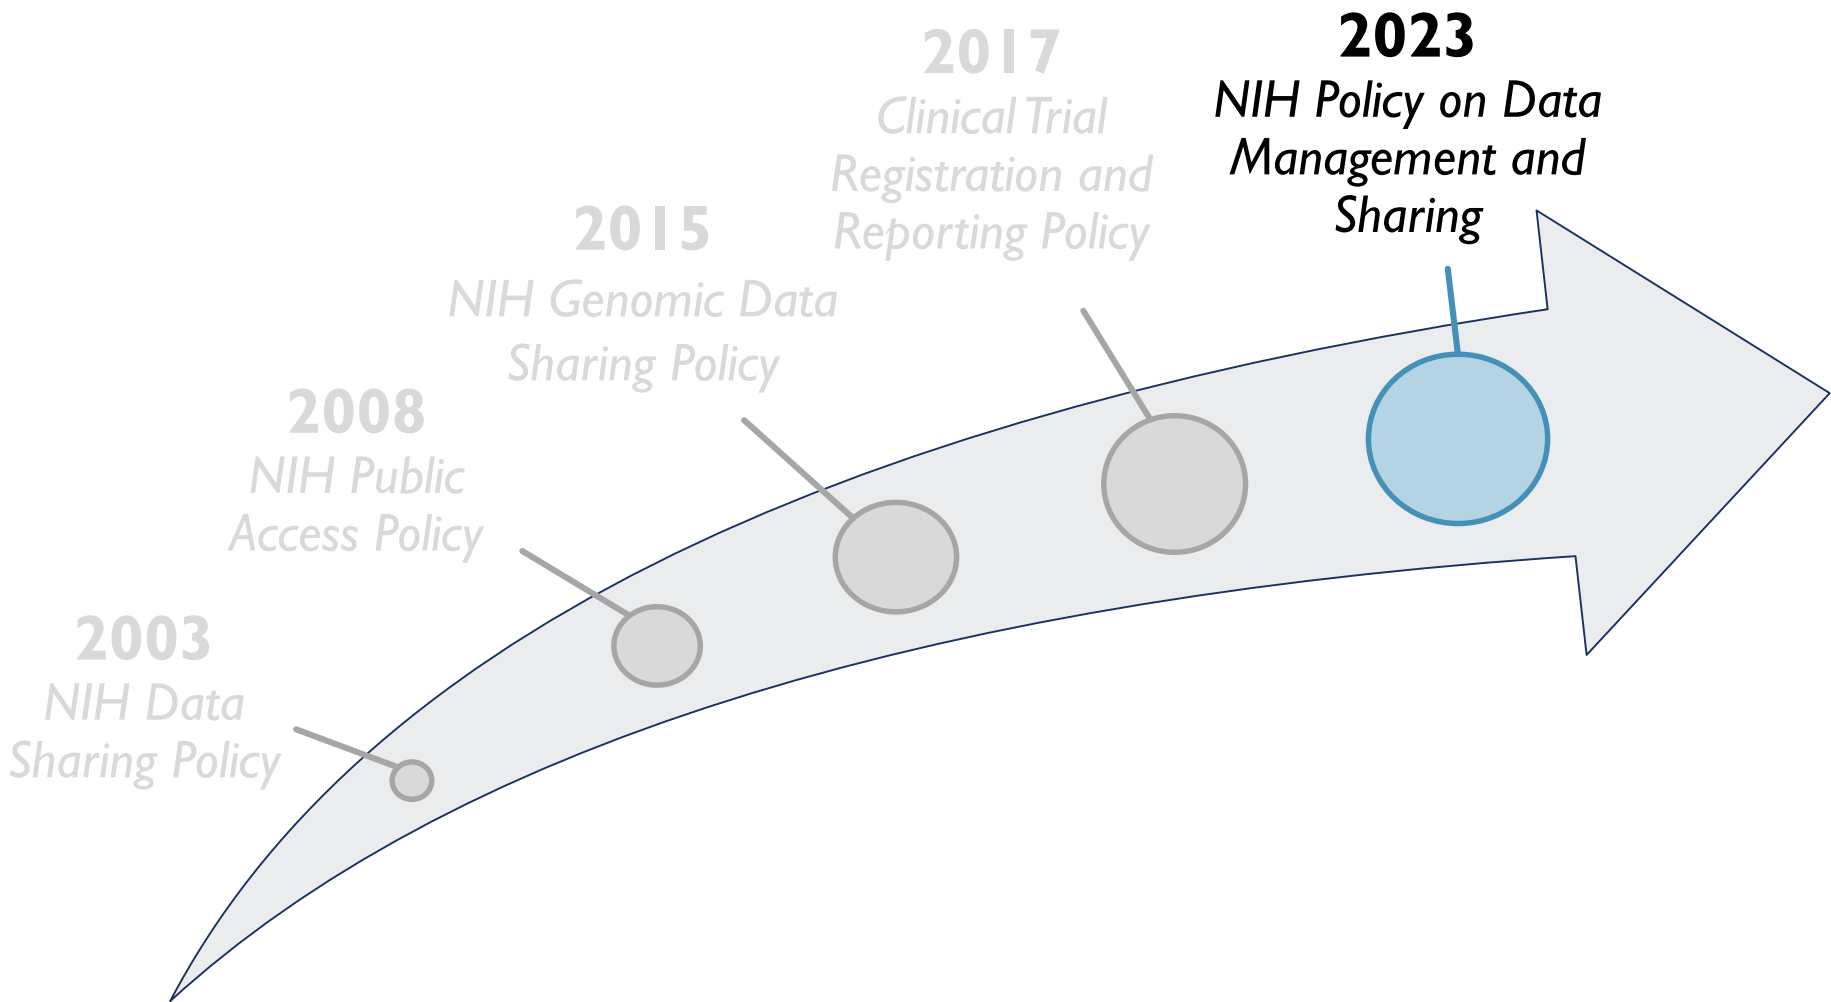 2003
NIH Data
Sharing Policy
2008
NIH Public
Access Policy
2015
NIH Genomic Data
Sharing Policy
2017
Clinical Trial
Registration and
Reporting Policy
2023
NIH Policy on Data
Management and
Sharing